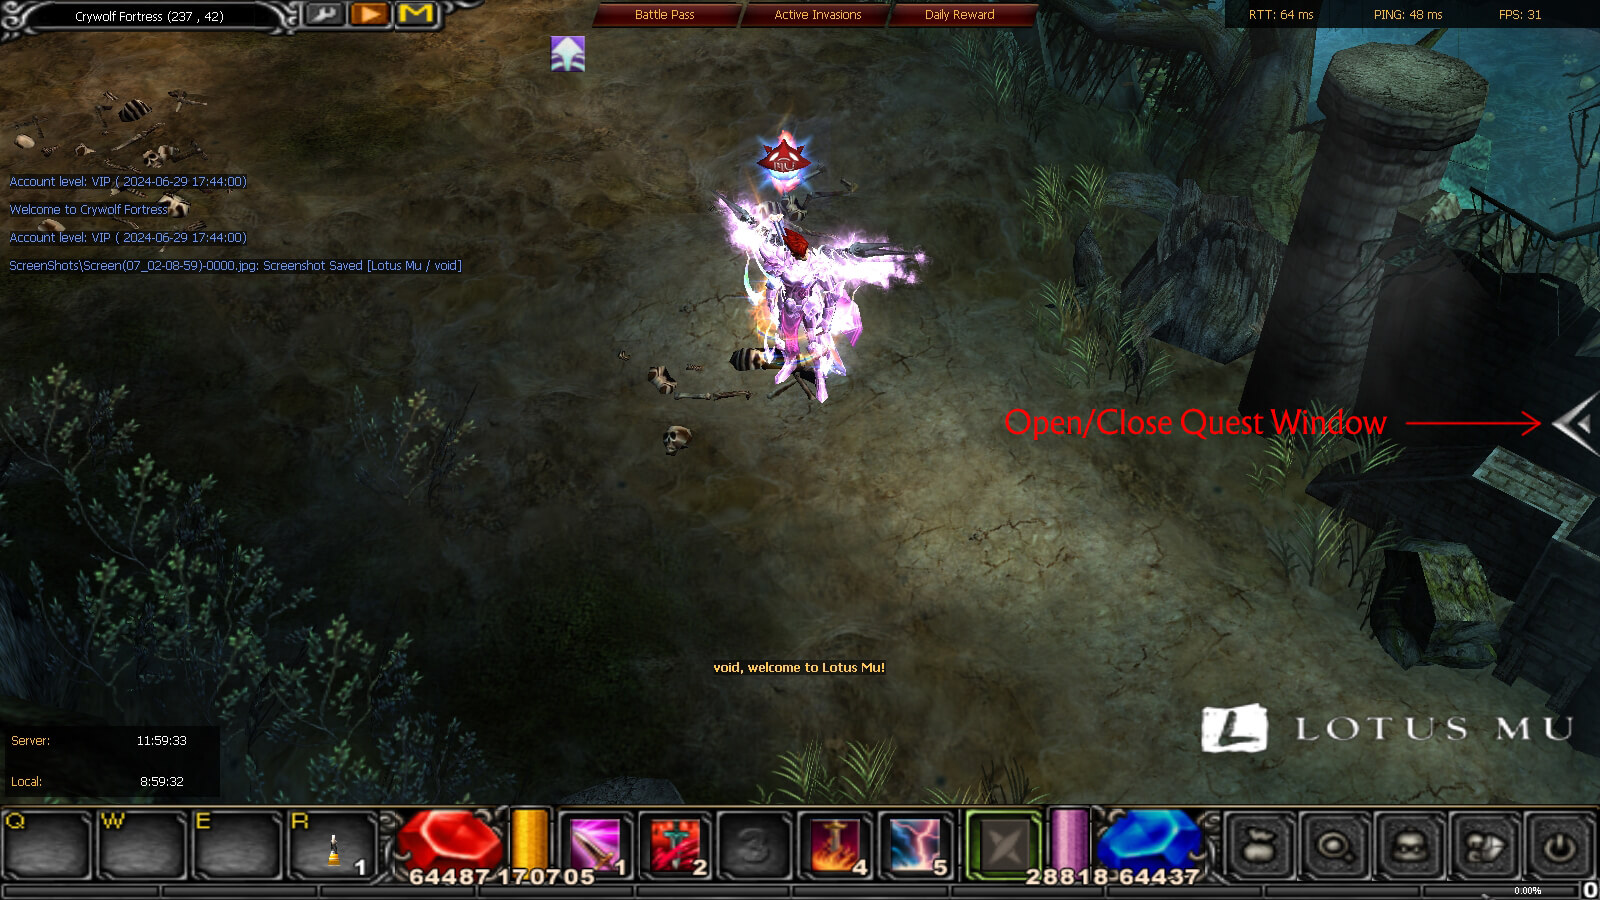 Crywolf Fortress (237 , 42)
Battle Pass
Active Invasions
Daily Reward
RTT: 64 ms
PING: 48 ms
FPS: 31
Account level: VIP ( 2024-06-29 17:44:00)
Welcome to Crywolf Fortress
Account level: VIP ( 2024-06-29 17:44:00)
ScreenShots\Screen(07_02-08-59)-0000.jpg: Screenshot Saved [Lotus Mu / void]
Open/Close Quest Window
void, welcome to Lotus Mu!
L LOTUS MU
Server: 11:59:33
Local: 8:59:32
Q
W
E
R
1
64487
170705
1
2
3
4
5
28818
64437
0.00%
0